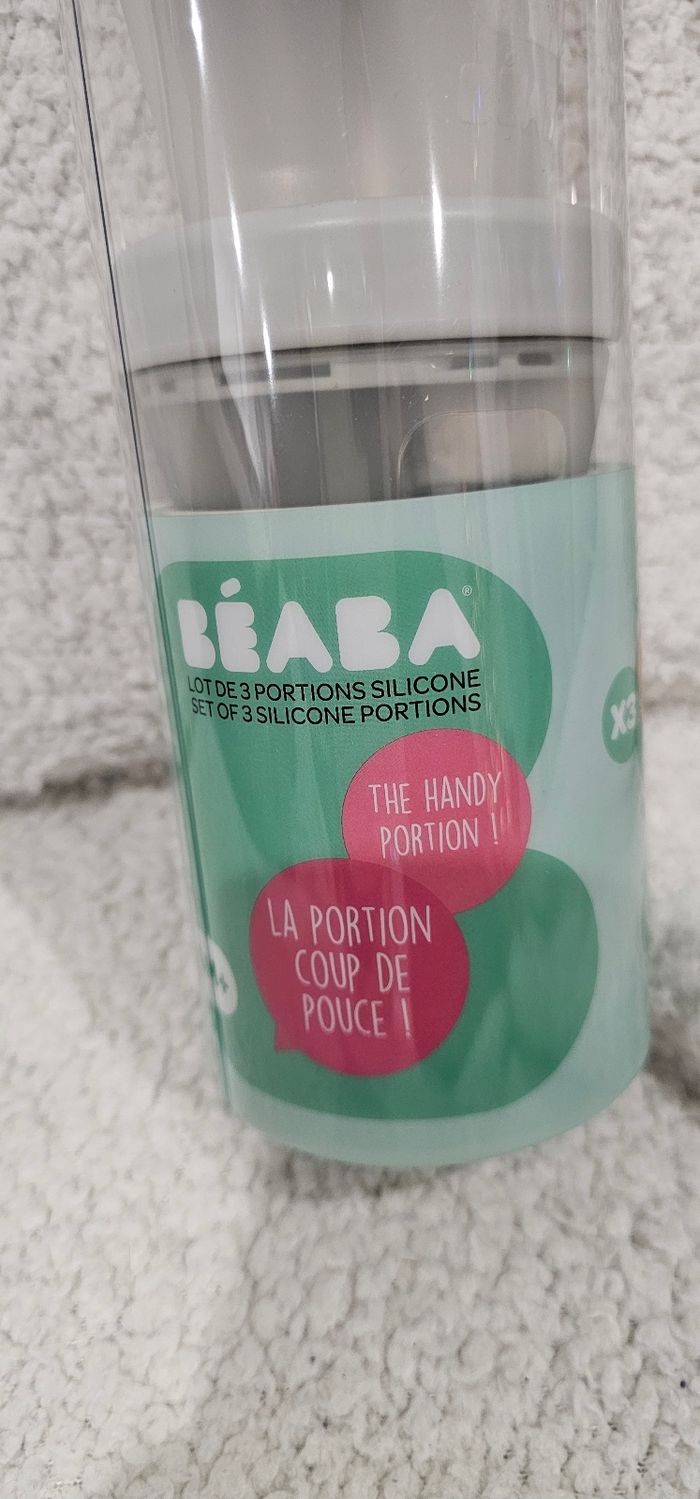 BÉABA®
LOT DE 3 PORTIONS SILICONE
SET OF 3 SILICONE PORTIONS
X3
THE HANDY
PORTION !
LA PORTION
COUP DE
POUCE !